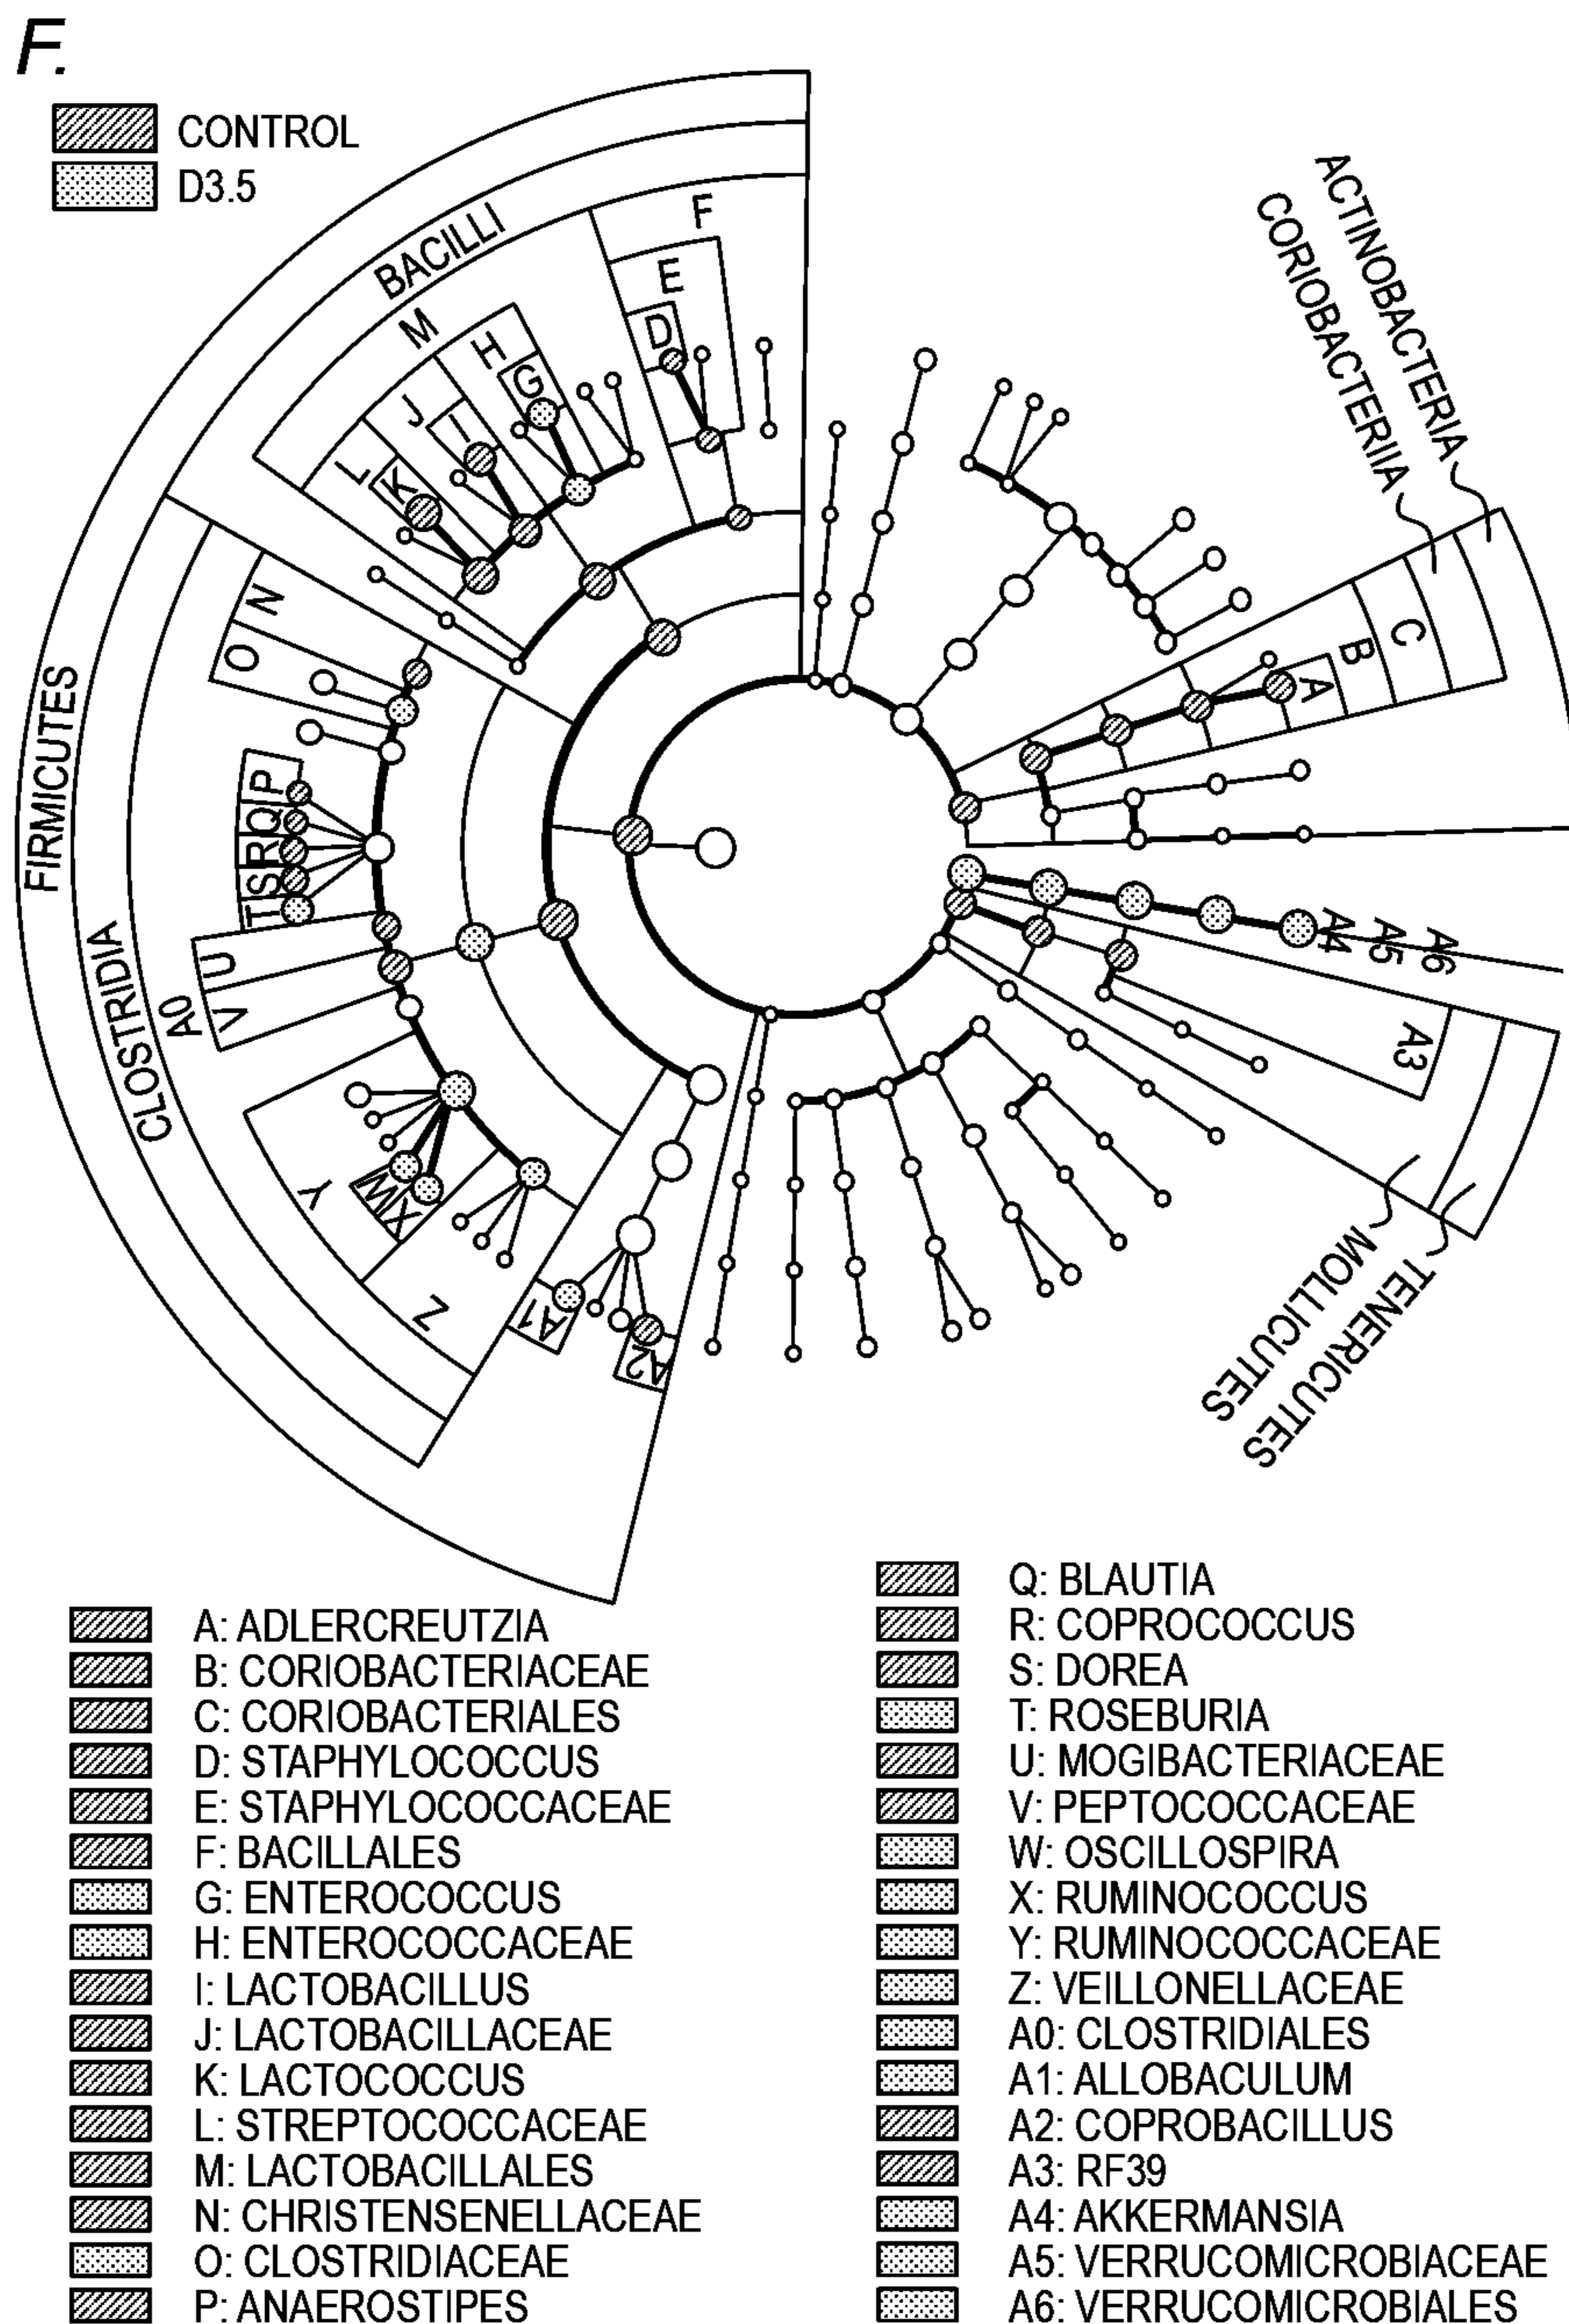 F.
CONTROL
D3.5
ACTINOBACTERIA
CORIOBACTERIIA
BACILLI
F
E
D
M
H
G
J
I
L
K
C
B
A
N
O
FIRMICUTES
P
Q
R
S
T
U
V
A0
CLOSTRIDIA
A4
A5
A6
A3
Y
W
X
Z
A1
A2
MOLLICUTES
TENERICUTES
A: ADLERCREUTZIA
B: CORIOBACTERIACEAE
C: CORIOBACTERIALES
D: STAPHYLOCOCCUS
E: STAPHYLOCOCCACEAE
F: BACILLALES
G: ENTEROCOCCUS
H: ENTEROCOCCACEAE
I: LACTOBACILLUS
J: LACTOBACILLACEAE
K: LACTOCOCCUS
L: STREPTOCOCCACEAE
M: LACTOBACILLALES
N: CHRISTENSENELLACEAE
O: CLOSTRIDIACEAE
P: ANAEROSTIPES
Q: BLAUTIA
R: COPROCOCCUS
S: DOREA
T: ROSEBURIA
U: MOGIBACTERIACEAE
V: PEPTOCOCCACEAE
W: OSCILLOSPIRA
X: RUMINOCOCCUS
Y: RUMINOCOCCACEAE
Z: VEILLONELLACEAE
A0: CLOSTRIDIALES
A1: ALLOBACULUM
A2: COPROBACILLUS
A3: RF39
A4: AKKERMANSIA
A5: VERRUCOMICROBIACEAE
A6: VERRUCOMICROBIALES